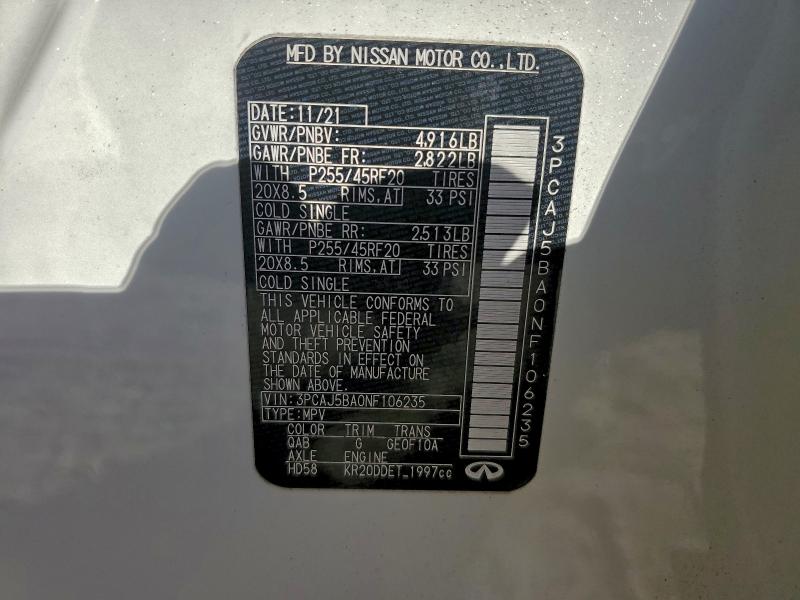 MFD BY NISSAN MOTOR CO.,LTD.
DATE:11/21
GVWR/PNBV: 4,916LB
GAWR/PNBE FR: 2,822LB
WITH P255/45RF20 TIRES
20X8.5 RIMS.AT 33 PSI
COLD SINGLE
GAWR/PNBE RR: 2,513LB
WITH P255/45RF20 TIRES
20X8.5 RIMS.AT 33 PSI
COLD SINGLE
THIS VEHICLE CONFORMS TO
ALL APPLICABLE FEDERAL
MOTOR VEHICLE SAFETY
AND THEFT PREVENTION
STANDARDS IN EFFECT ON
THE DATE OF MANUFACTURE
SHOWN ABOVE.
VIN:3PCAJ5BA0NF106235
TYPE:MPV
COLOR TRIM TRANS
QAB G GE0F10A
AXLE ENGINE
HD58 KR20DDET 1997cc
3PCAJ5BA0NF106235